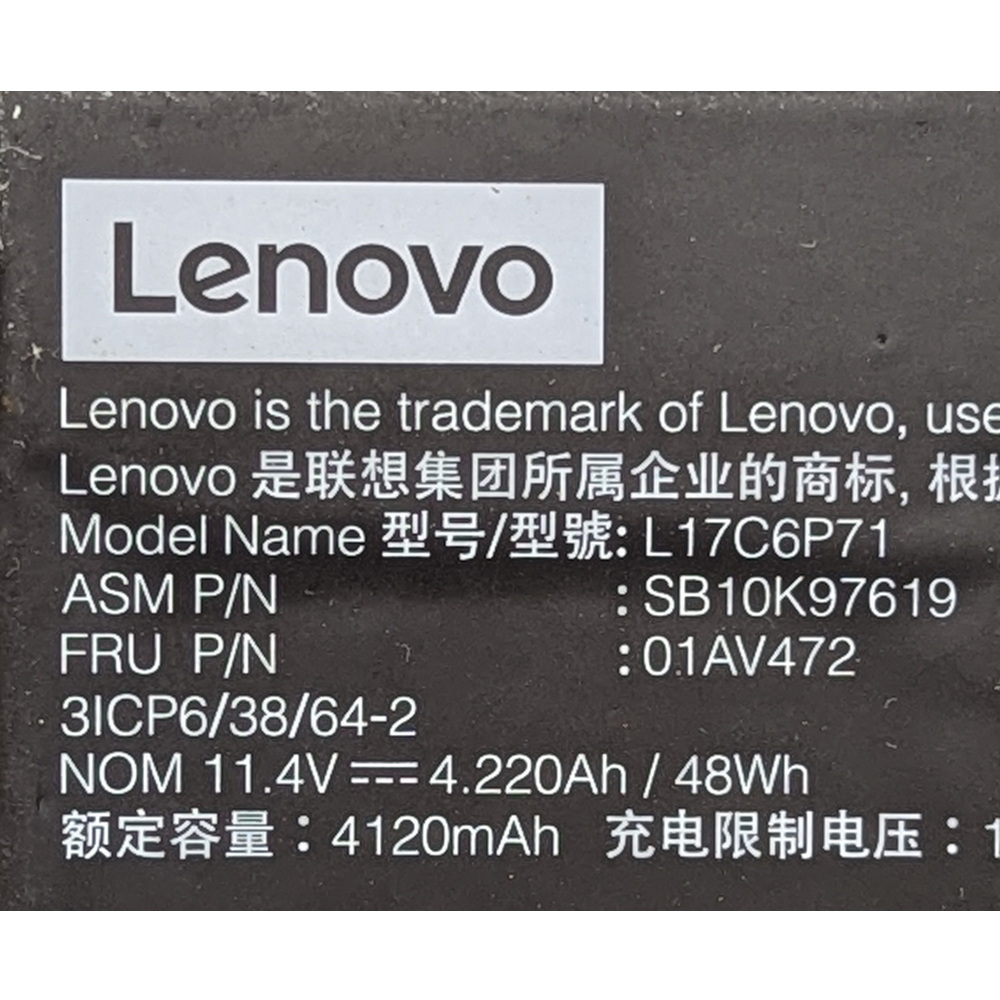 Lenovo
Lenovo is the trademark of Lenovo, use
Lenovo 是联想集团所属企业的商标, 根
Model Name 型号/型號: L17C6P71
ASM P/N : SB10K97619
FRU P/N : 01AV472
3ICP6/38/64-2
NOM 11.4V ⎓ 4.220Ah / 48Wh
额定容量：4120mAh 充电限制电压：